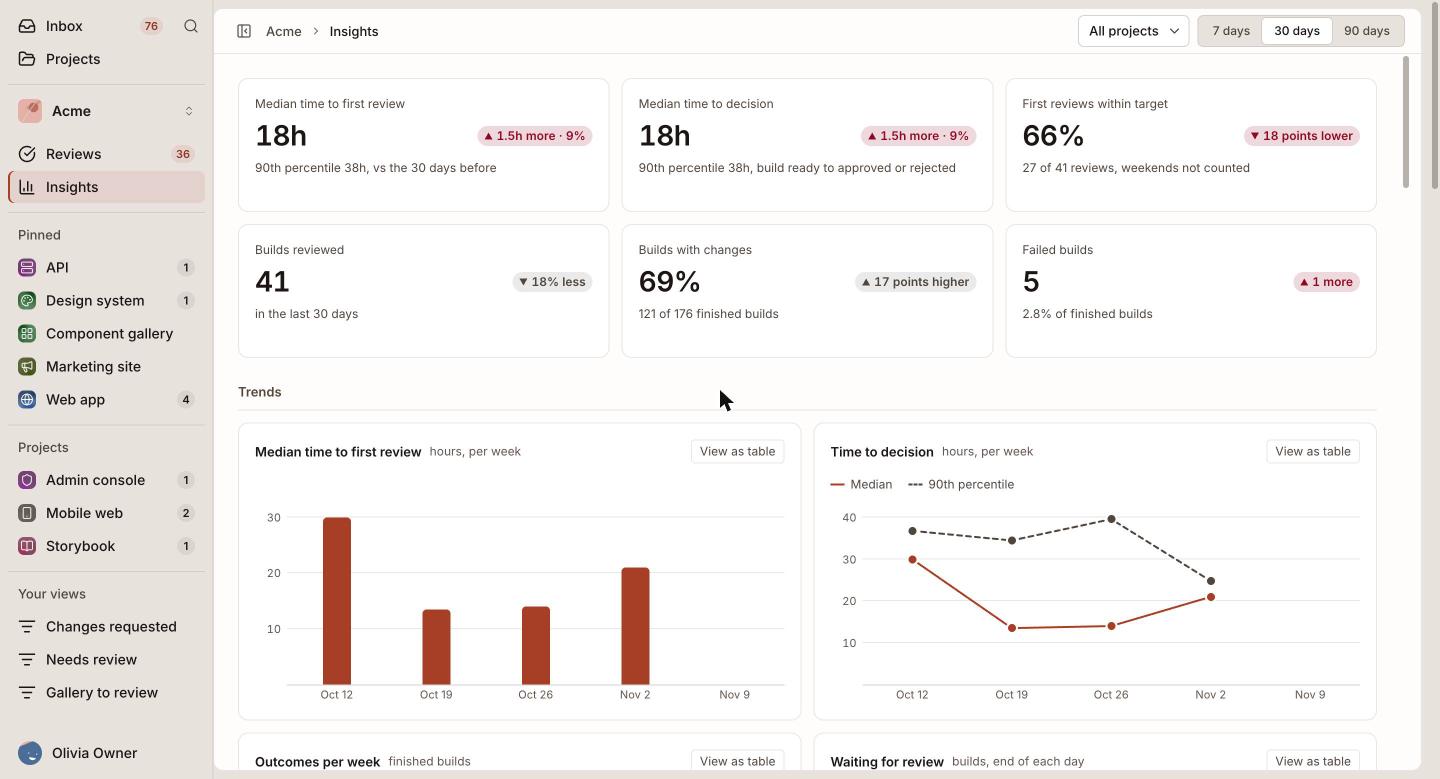 Inbox 76
Projects
Acme
Reviews 36
Insights
Pinned
API 1
Design system 1
Component gallery
Marketing site
Web app 4
Projects
Admin console 1
Mobile web 2
Storybook 1
Your views
Changes requested
Needs review
Gallery to review
Olivia Owner
Acme > Insights
All projects
7 days 30 days 90 days
Median time to first review
18h
▲ 1.5h more · 9%
90th percentile 38h, vs the 30 days before
Median time to decision
18h
▲ 1.5h more · 9%
90th percentile 38h, build ready to approved or rejected
First reviews within target
66%
▼ 18 points lower
27 of 41 reviews, weekends not counted
Builds reviewed
41
▼ 18% less
in the last 30 days
Builds with changes
69%
▲ 17 points higher
121 of 176 finished builds
Failed builds
5
▲ 1 more
2.8% of finished builds
Trends
Median time to first review hours, per week
View as table
30
20
10
Oct 12 Oct 19 Oct 26 Nov 2 Nov 9
Time to decision hours, per week
View as table
Median 90th percentile
40
30
20
10
Oct 12 Oct 19 Oct 26 Nov 2 Nov 9
Outcomes per week finished builds
View as table
Waiting for review builds, end of each day
View as table